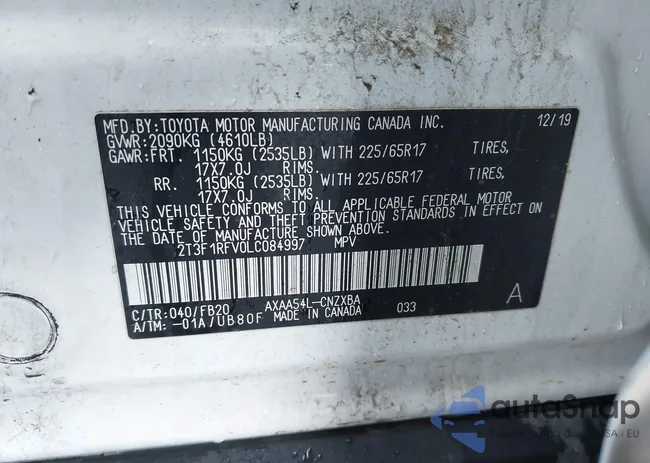 MFD.BY:TOYOTA MOTOR MANUFACTURING CANADA INC. 12/19
GVWR:2090KG (4610LB)
GAWR:FRT. 1150KG (2535LB) WITH 225/65R17 TIRES,
17X7.0J RIMS.
RR. 1150KG (2535LB) WITH 225/65R17 TIRES,
17X7.0J RIMS.
THIS VEHICLE CONFORMS TO ALL APPLICABLE FEDERAL MOTOR
VEHICLE SAFETY AND THEFT PREVENTION STANDARDS IN EFFECT ON
THE DATE OF MANUFACTURE SHOWN ABOVE.
2T3F1RFV0LC084997 MPV
C/TR:040/FB20 AXAA54L-CNZXBA 033 A
A/TM:-01A/UB80F MADE IN CANADA
autoSnap
USA i EU